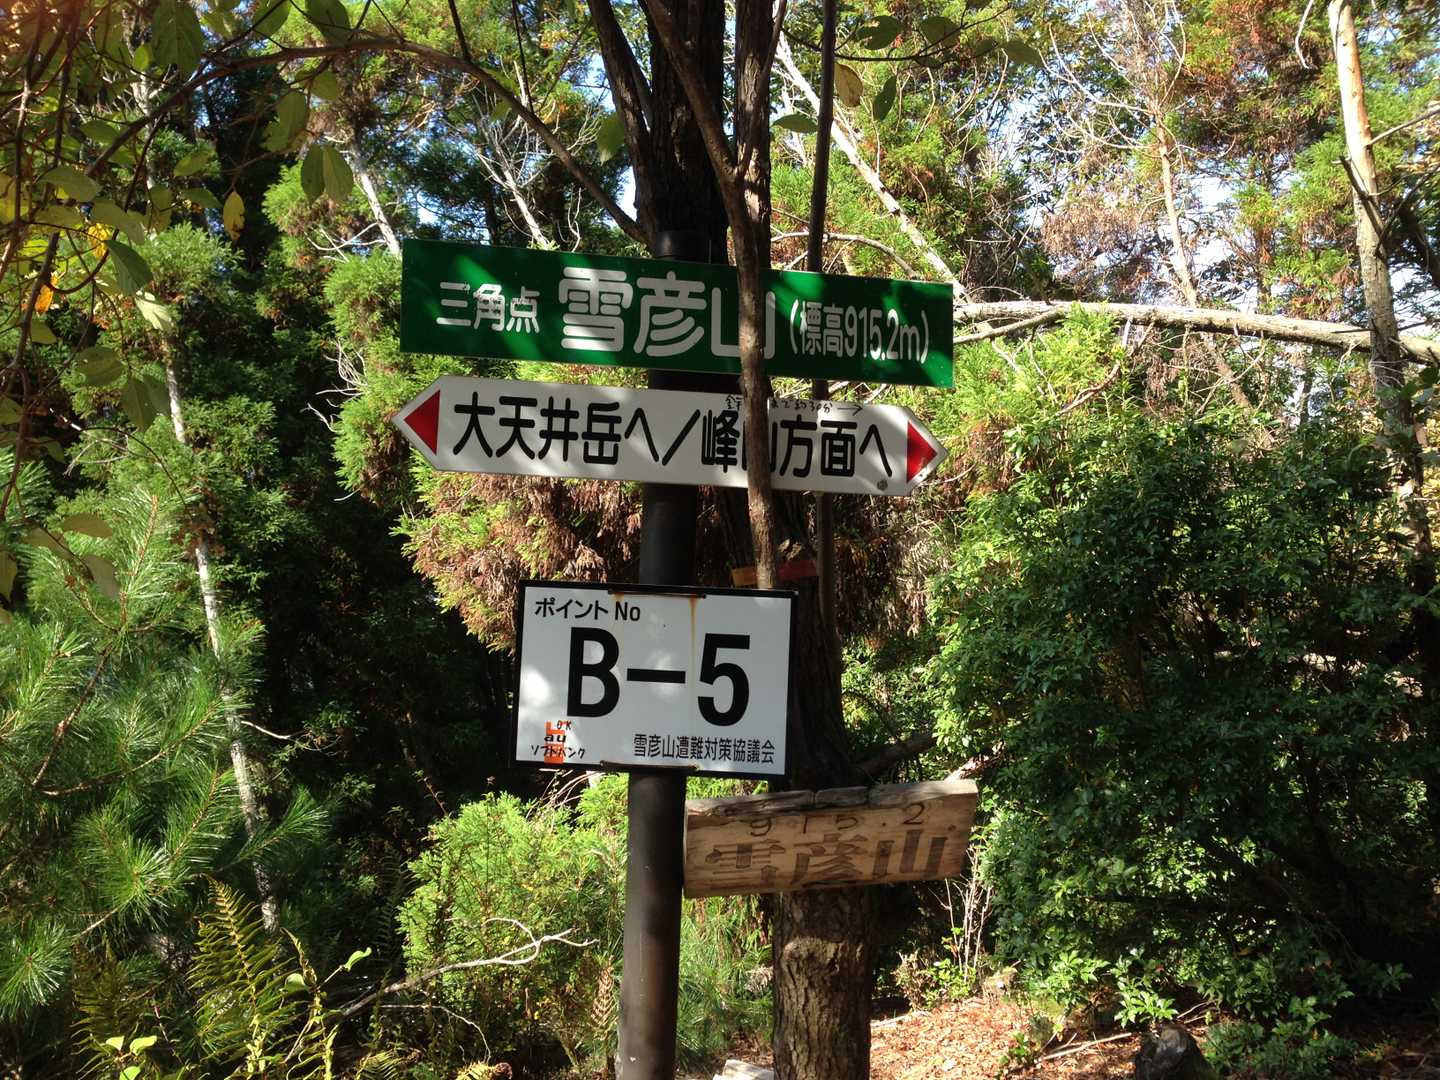 三角点 雪彦山 (標高915.2m)
大天井岳へ／峰山方面へ
ポイント No
B-5
OK
au
ソフトバンク
雪彦山遭難対策協議会
915.2
雪彦山